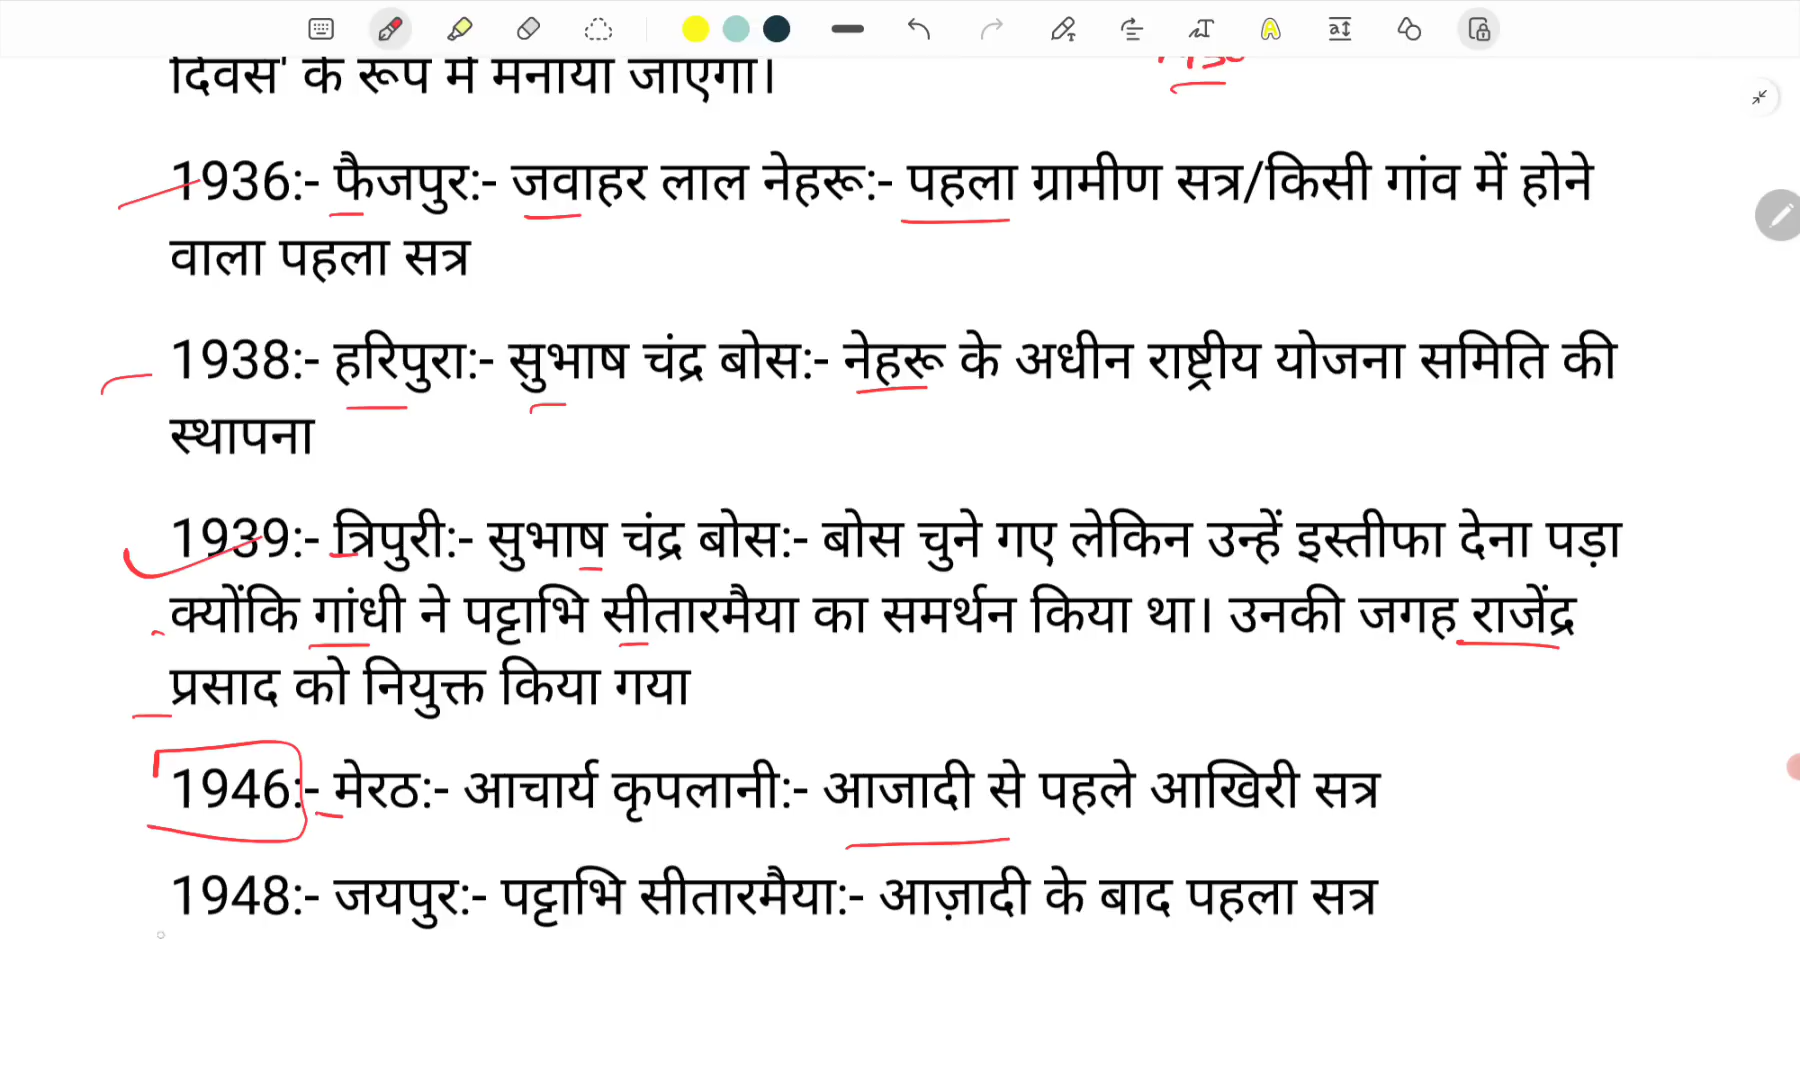 दिवस' के रूप में मनाया जाएगा।
1936:- फैजपुर:- जवाहर लाल नेहरू:- पहला ग्रामीण सत्र/किसी गांव में होने
वाला पहला सत्र
1938:- हरिपुरा:- सुभाष चंद्र बोस:- नेहरू के अधीन राष्ट्रीय योजना समिति की
स्थापना
1939:- त्रिपुरी:- सुभाष चंद्र बोस:- बोस चुने गए लेकिन उन्हें इस्तीफा देना पड़ा
क्योंकि गांधी ने पट्टाभि सीतारमैया का समर्थन किया था। उनकी जगह राजेंद्र
प्रसाद को नियुक्त किया गया
1946:- मेरठ:- आचार्य कृपलानी:- आजादी से पहले आखिरी सत्र
1948:- जयपुर:- पट्टाभि सीतारमैया:- आज़ादी के बाद पहला सत्र